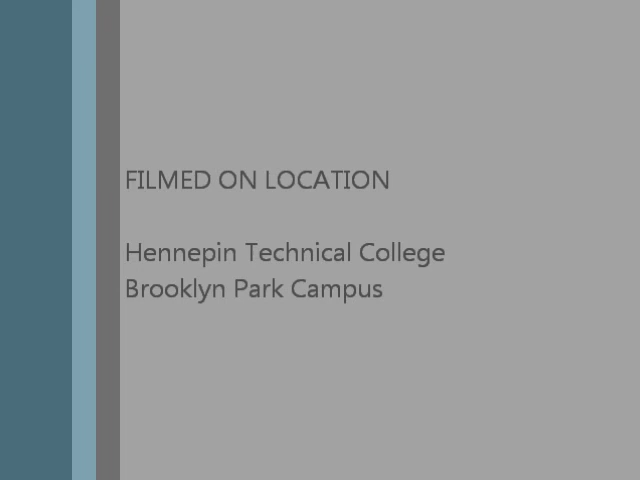 FILMED ON LOCATION
Hennepin Technical College
Brooklyn Park Campus